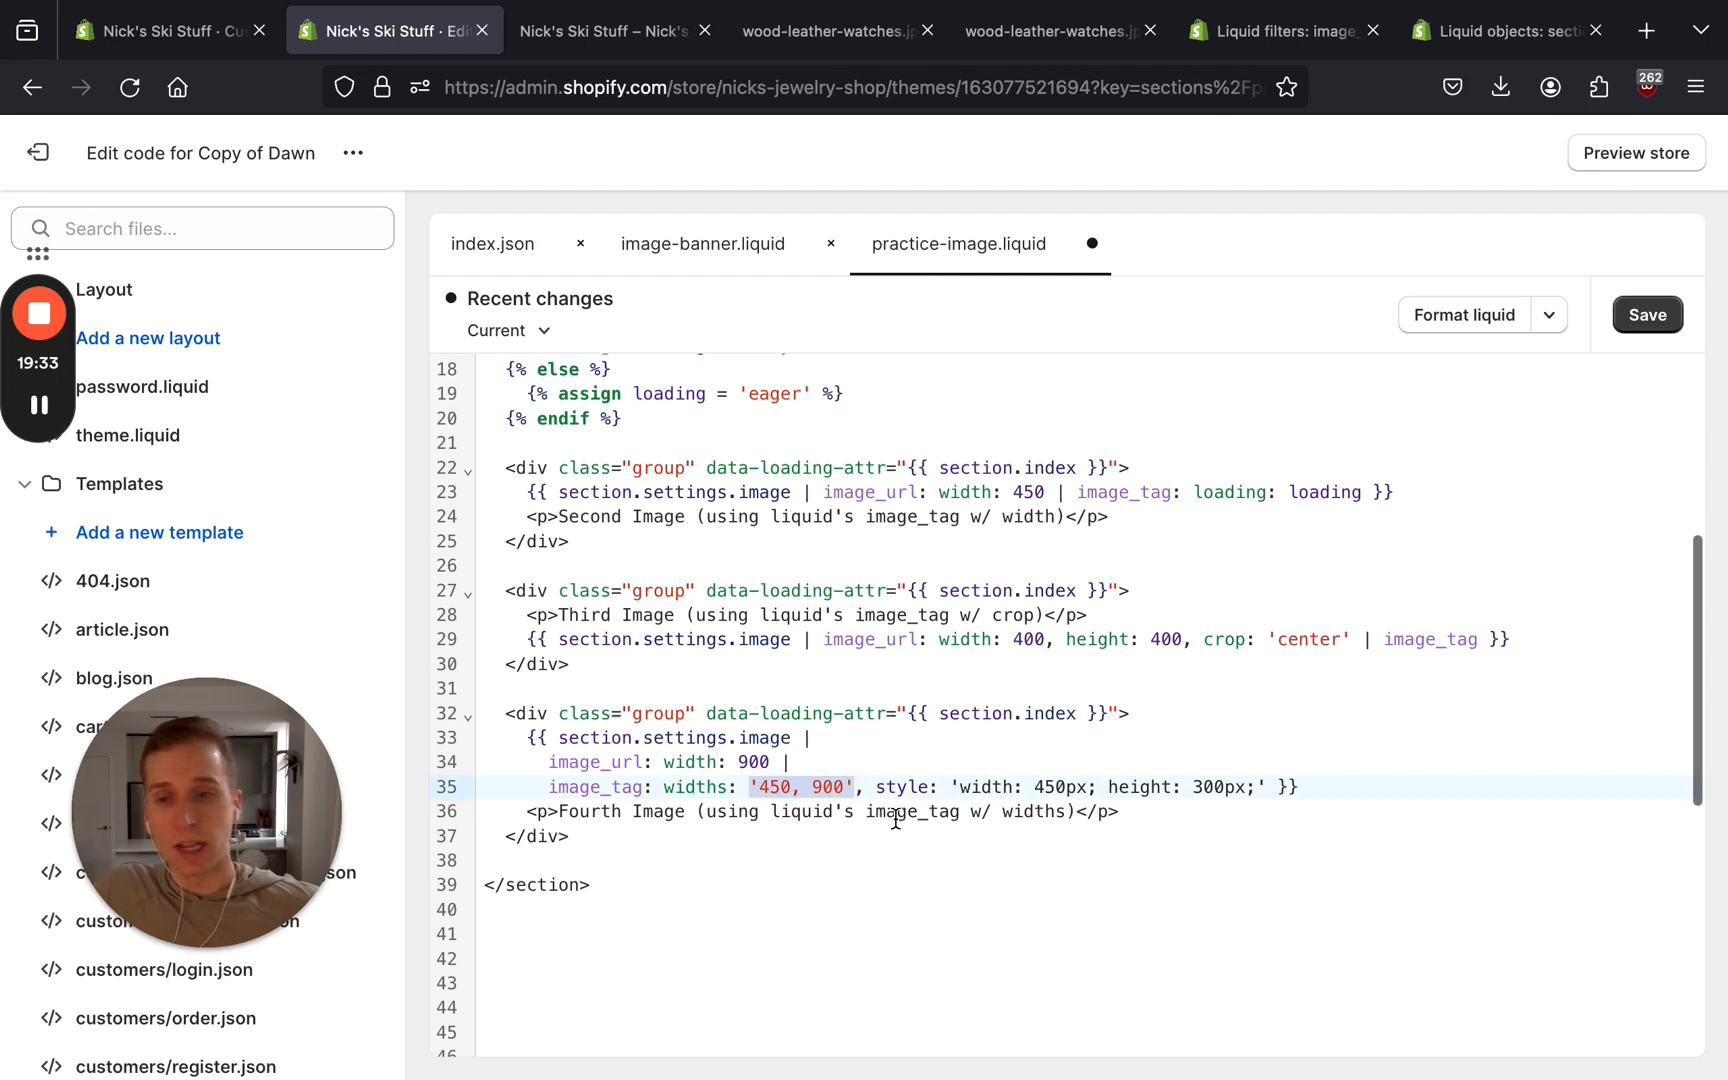 Nick's Ski Stuff · Cu
Nick's Ski Stuff · Edi
Nick's Ski Stuff – Nick's
wood-leather-watches.jp
wood-leather-watches.j
Liquid filters: image_
Liquid objects: secti
https://admin.shopify.com/store/nicks-jewelry-shop/themes/163077521694?key=sections%2Fp
262
Edit code for Copy of Dawn
Preview store
Search files...
19:33
Layout
Add a new layout
password.liquid
theme.liquid
Templates
+ Add a new template
</> 404.json
</> article.json
</> blog.json
</> ca
</>
</>
</> c son
</> custo on
</> customers/login.json
</> customers/order.json
</> customers/register.json
index.json ×
image-banner.liquid ×
practice-image.liquid
Recent changes
Current
Format liquid
Save
18 {% else %}
19 {% assign loading = 'eager' %}
20 {% endif %}
21
22 <div class="group" data-loading-attr="{{ section.index }}">
23 {{ section.settings.image | image_url: width: 450 | image_tag: loading: loading }}
24 <p>Second Image (using liquid's image_tag w/ width)</p>
25 </div>
26
27 <div class="group" data-loading-attr="{{ section.index }}">
28 <p>Third Image (using liquid's image_tag w/ crop)</p>
29 {{ section.settings.image | image_url: width: 400, height: 400, crop: 'center' | image_tag }}
30 </div>
31
32 <div class="group" data-loading-attr="{{ section.index }}">
33 {{ section.settings.image |
34 image_url: width: 900 |
35 image_tag: widths: '450, 900', style: 'width: 450px; height: 300px;' }}
36 <p>Fourth Image (using liquid's image_tag w/ widths)</p>
37 </div>
38
39 </section>
40
41
42
43
44
45
46